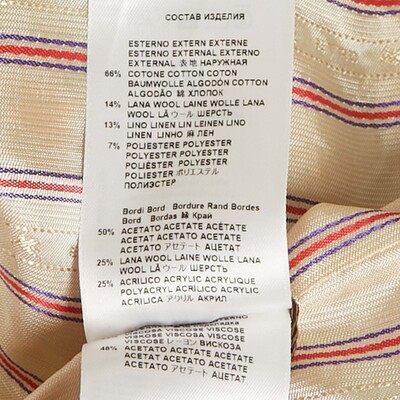 СОСТАВ ИЗДЕЛИЯ
ESTERNO EXTERN EXTERNE
ESTERNO EXTERNAL EXTERNO
EXTERNAL 表地 НАРУЖНАЯ
66% COTONE COTTON COTON
BAUMWOLLE ALGODÓN COTTON
ALGODÃO 綿 ХЛОПОК
14% LANA WOOL LAINE WOLLE LANA
WOOL LÃ ウール ШЕРСТЬ
13% LINO LINEN LIN LEINEN LINO
LINEN LINHO 麻 ЛЕН
7% POLIESTERE POLYESTER
POLYESTER POLYESTER
POLIÉSTER POLYESTER
POLIÉSTER ポリエステル
ПОЛИЭСТЕР
Bordi Bord Bordure Rand Bordes
Bord Bordas 縁 Край
50% ACETATO ACETATE ACÉTATE
ACETAT ACETATO ACETATE
ACETATO アセテート АЦЕТАТ
25% LANA WOOL LAINE WOLLE LANA
WOOL LÃ ウール ШЕРСТЬ
25% ACRILICO ACRYLIC ACRYLIQUE
POLYACRYL ACRÍLICO ACRYLIC
ACRILICA アクリル АКРИЛ
VISCOSE VISCOSE
VISCOSE レーヨン ВИСКОЗА
48% ACETATO ACETATE ACÉTATE
ACETAT ACETATO ACETATE
ACETATO アセテート АЦЕТАТ